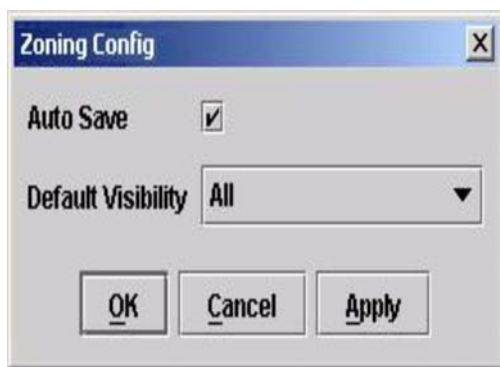 Zoning Config
Auto Save
Default Visibility All
OK Cancel Apply